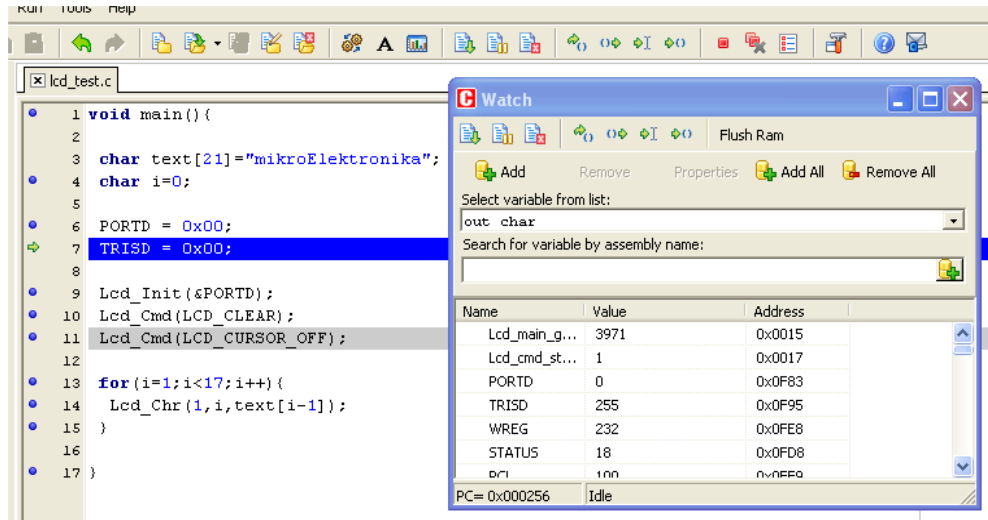 Run Tools Help
lcd_test.c
1 void main(){
2
3 char text[21]="mikroElektronika";
4 char i=0;
5
6 PORTD = 0x00;
7 TRISD = 0x00;
8
9 Lcd_Init(&PORTD);
10 Lcd_Cmd(LCD_CLEAR);
11 Lcd_Cmd(LCD_CURSOR_OFF);
12
13 for(i=1;i<17;i++){
14 Lcd_Chr(1,i,text[i-1]);
15 }
16
17 }
Watch
Flush Ram
Add Remove Properties Add All Remove All
Select variable from list:
out char
Search for variable by assembly name:
Name Value Address
Lcd_main_g... 3971 0x0015
Lcd_cmd_st... 1 0x0017
PORTD 0 0x0F83
TRISD 255 0x0F95
WREG 232 0x0FE8
STATUS 18 0x0FD8
PCL 100 0x0FF9
PC= 0x000256 Idle